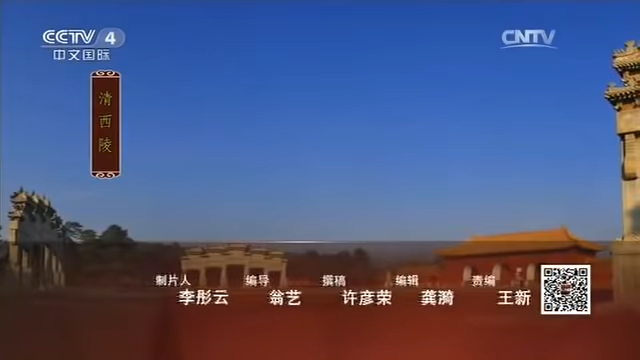 CCTV 4
中文国际
CNTV
清西陵
制片人 编导 撰稿 编辑 责编
李彤云 翁艺 许彦荣 龚漪 王新